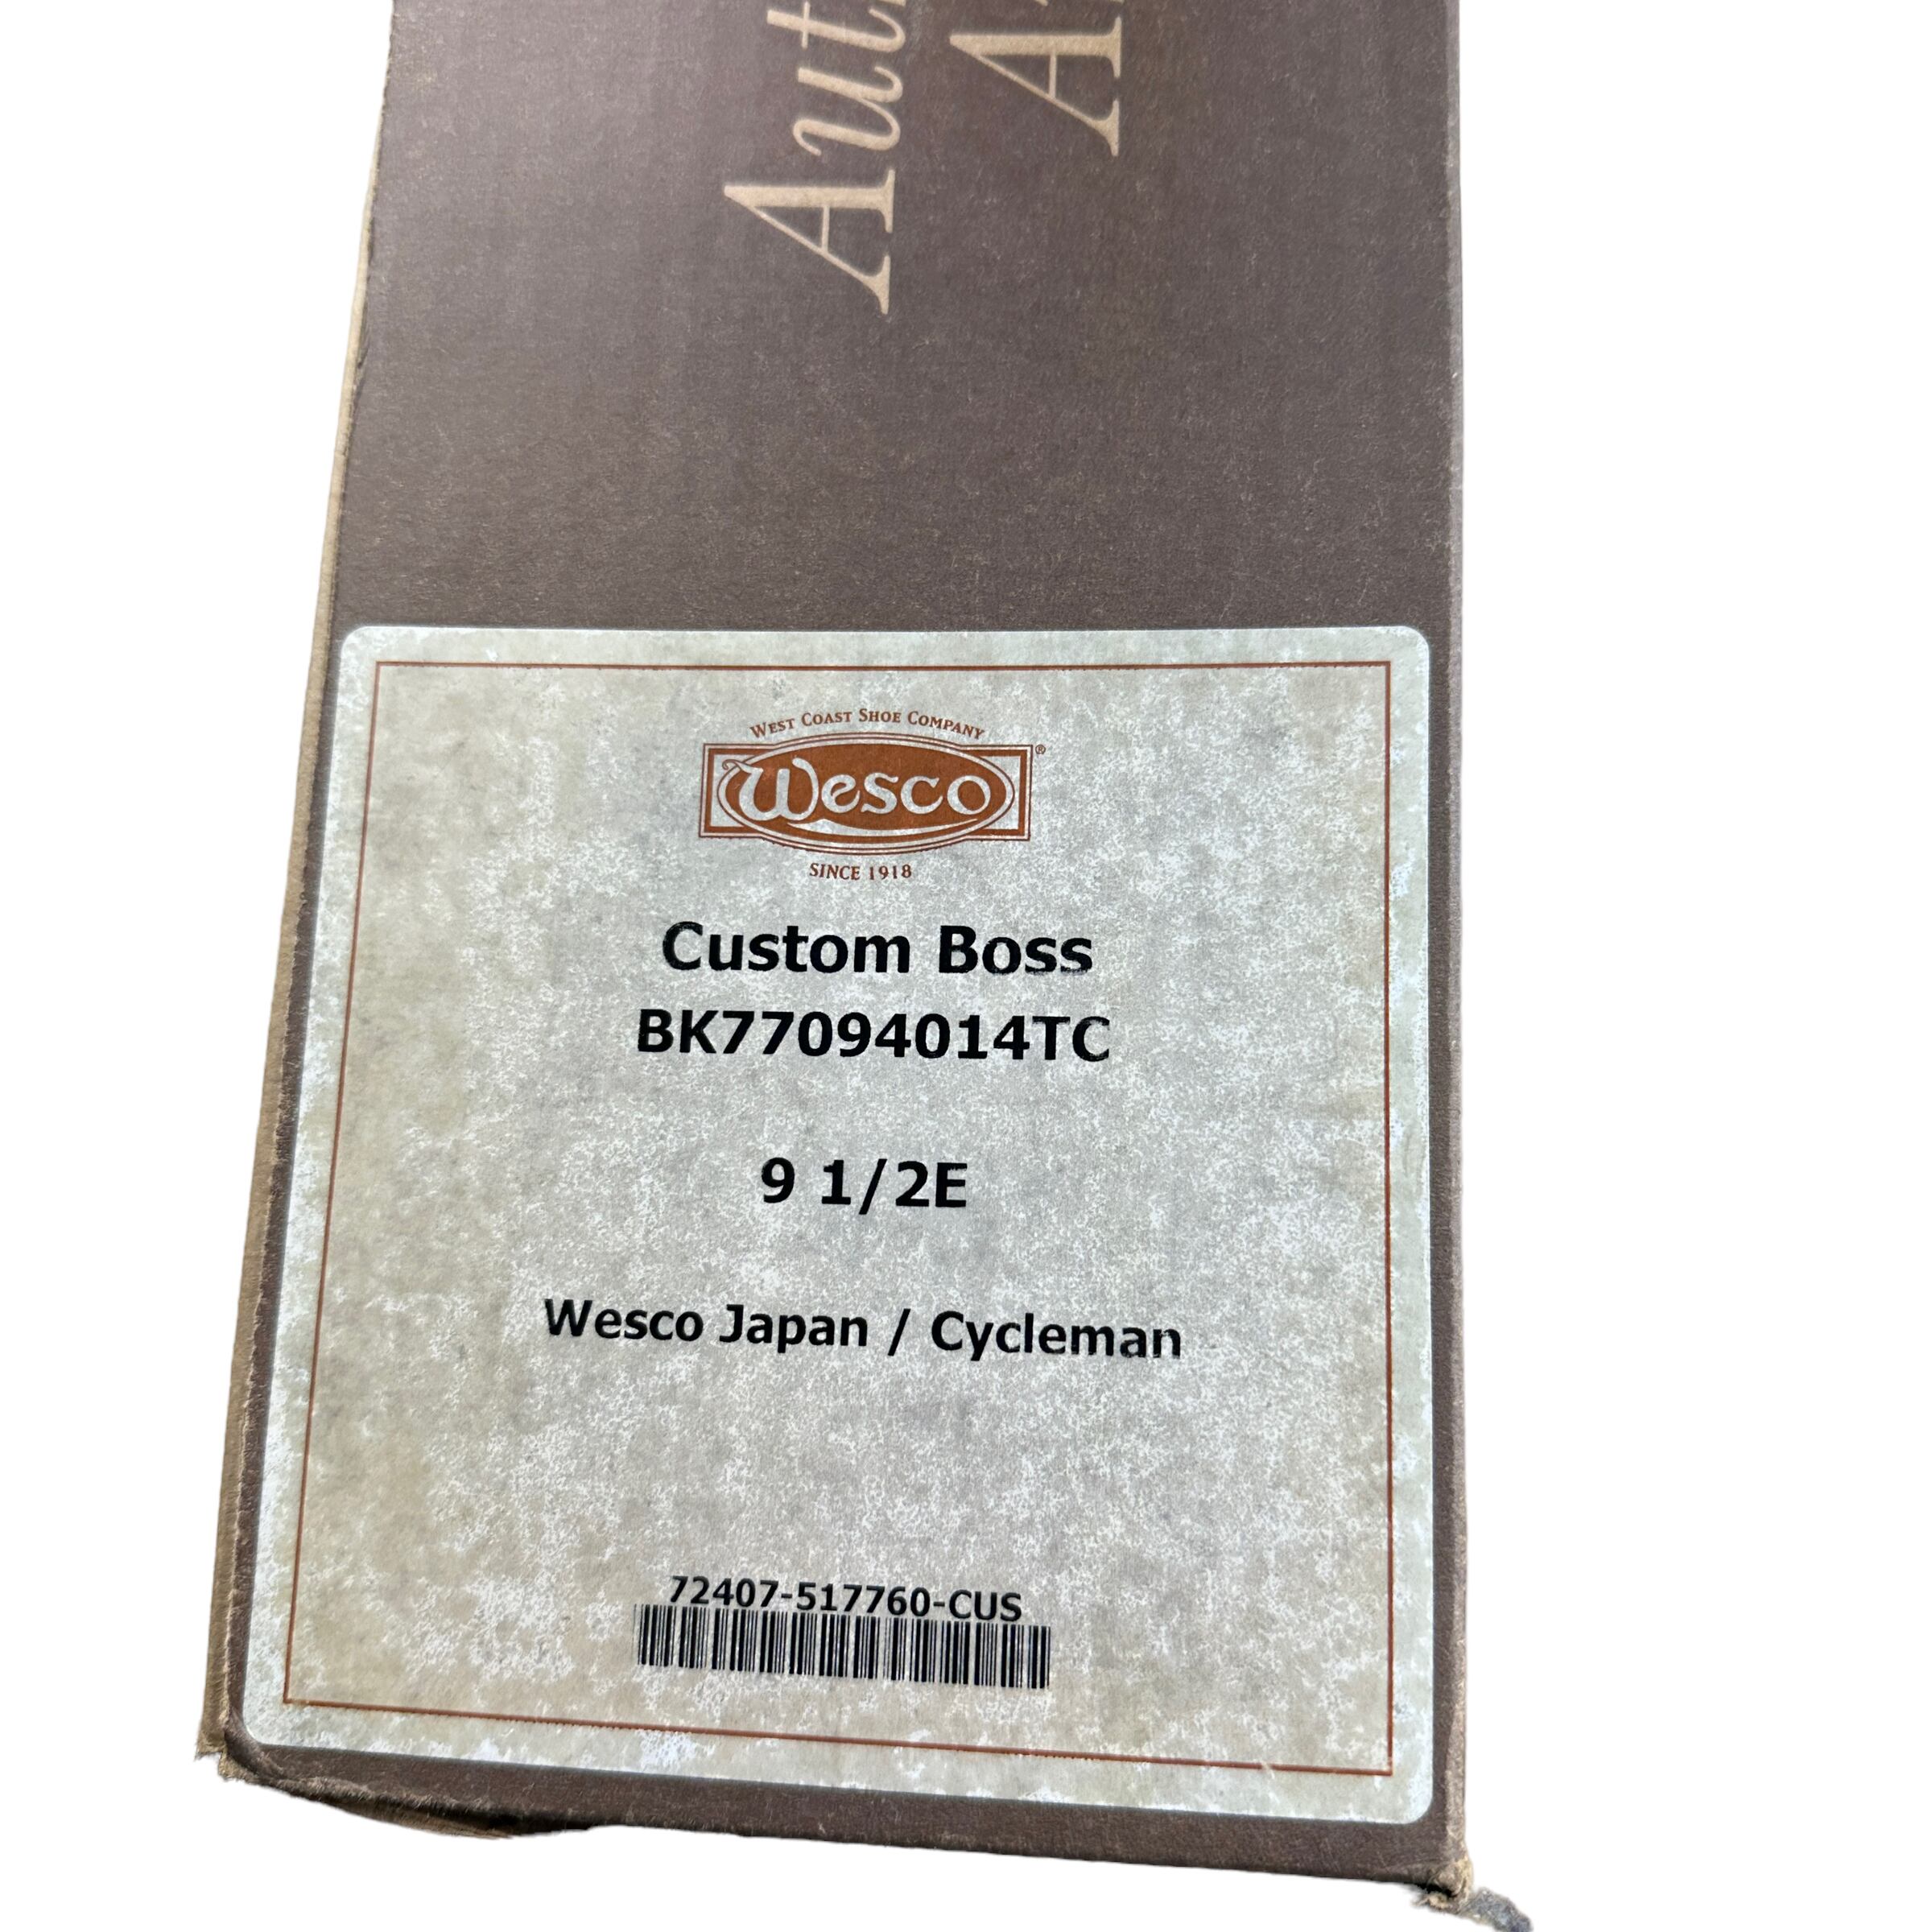 WEST COAST SHOE COMPANY
Wesco®
SINCE 1918
Custom Boss
BK77094014TC
9 1/2E
Wesco Japan / Cycleman
72407-517760-CUS